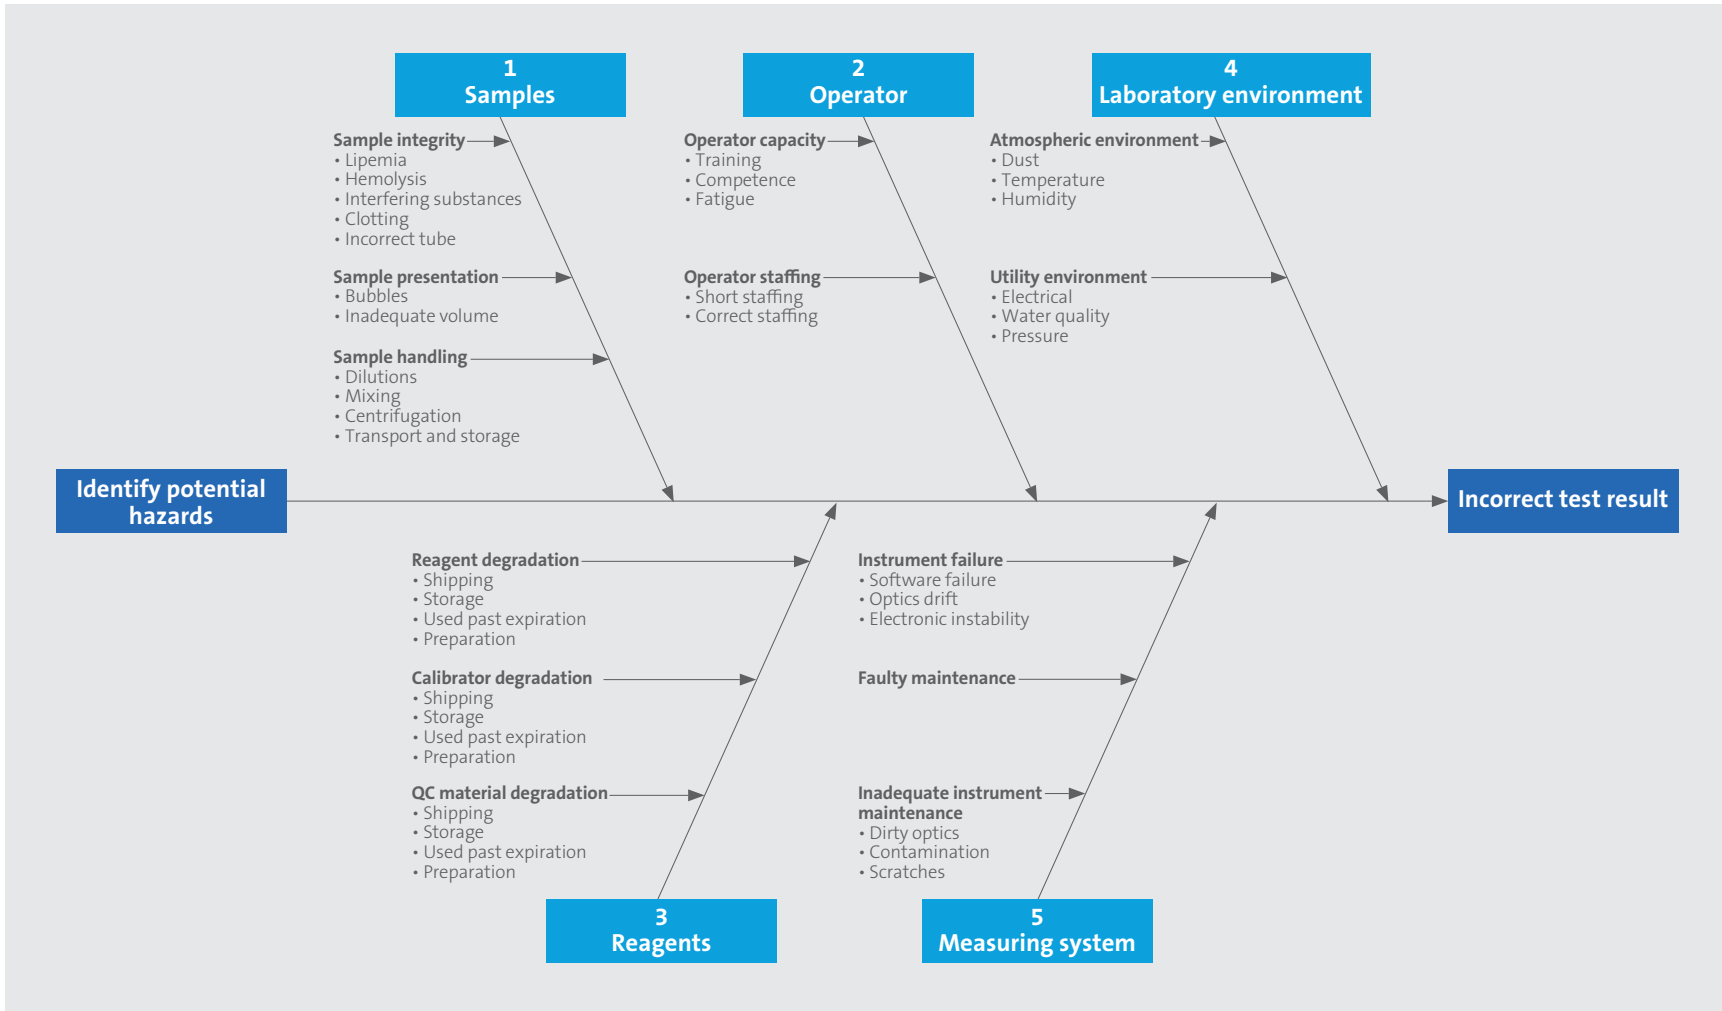 1
Samples
Sample integrity
• Lipemia
• Hemolysis
• Interfering substances
• Clotting
• Incorrect tube
Sample presentation
• Bubbles
• Inadequate volume
Sample handling
• Dilutions
• Mixing
• Centrifugation
• Transport and storage
2
Operator
Operator capacity
• Training
• Competence
• Fatigue
Operator staffing
• Short staffing
• Correct staffing
4
Laboratory environment
Atmospheric environment
• Dust
• Temperature
• Humidity
Utility environment
• Electrical
• Water quality
• Pressure
Identify potential
hazards
Incorrect test result
Reagent degradation
• Shipping
• Storage
• Used past expiration
• Preparation
Calibrator degradation
• Shipping
• Storage
• Used past expiration
• Preparation
QC material degradation
• Shipping
• Storage
• Used past expiration
• Preparation
3
Reagents
Instrument failure
• Software failure
• Optics drift
• Electronic instability
Faulty maintenance
Inadequate instrument
maintenance
• Dirty optics
• Contamination
• Scratches
5
Measuring system